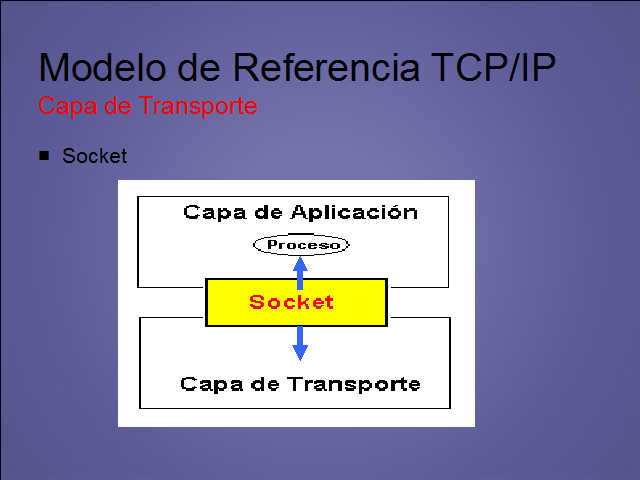 Modelo de Referencia TCP/IP
Capa de Transporte
Socket
Capa de Aplicación
Proceso
Socket
Capa de Transporte